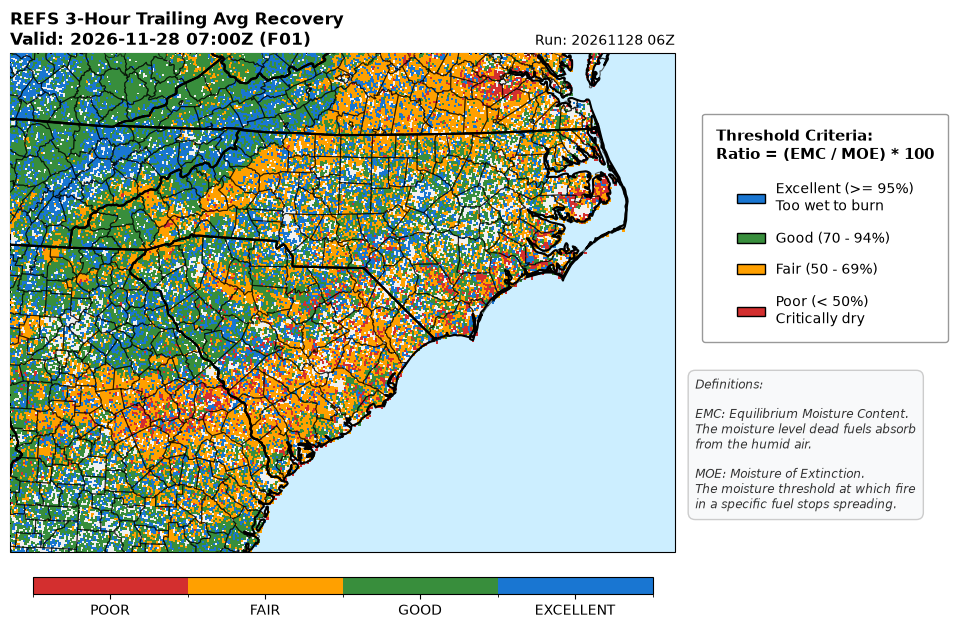 REFS 3-Hour Trailing Avg Recovery
Valid: 2026-11-28 07:00Z (F01)
Run: 20261128 06Z
Threshold Criteria:
Ratio = (EMC / MOE) * 100
Excellent (>= 95%)
Too wet to burn
Good (70 - 94%)
Fair (50 - 69%)
Poor (< 50%)
Critically dry
Definitions:
EMC: Equilibrium Moisture Content.
The moisture level dead fuels absorb
from the humid air.
MOE: Moisture of Extinction.
The moisture threshold at which fire
in a specific fuel stops spreading.
POOR FAIR GOOD EXCELLENT